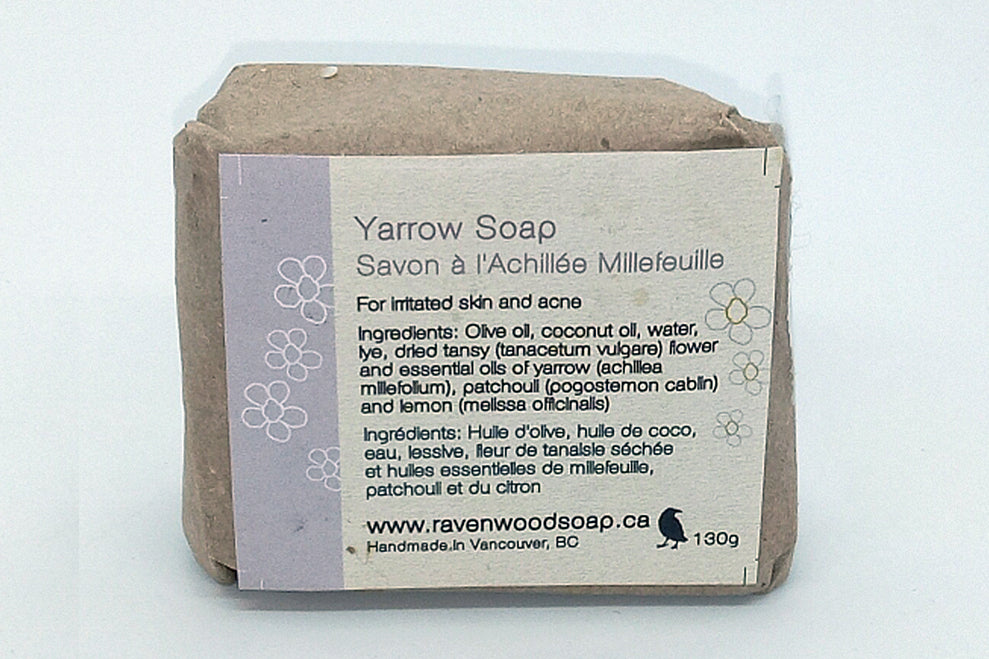 Yarrow Soap
Savon à l'Achillée Millefeuille
For irritated skin and acne
Ingredients: Olive oil, coconut oil, water,
lye, dried tansy (tanacetum vulgare) flower
and essential oils of yarrow (achillea
millefolium), patchouli (pogostemon cablin)
and lemon (melissa officinalis)
Ingrédients: Huile d'olive, huile de coco,
eau, lessive, fleur de tanaisie séchée
et huiles essentielles de millefeuille,
patchouli et du citron
www.ravenwoodsoap.ca
Handmade in Vancouver, BC
130g